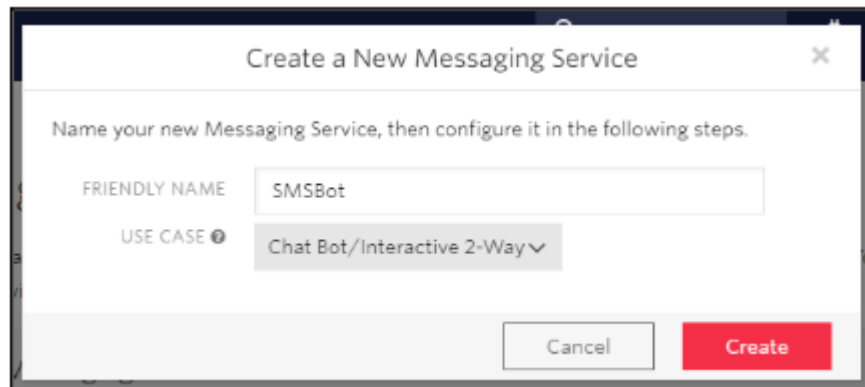 Create a New Messaging Service
Name your new Messaging Service, then configure it in the following steps.
FRIENDLY NAME SMSBot
USE CASE Chat Bot/Interactive 2-Way
Cancel Create